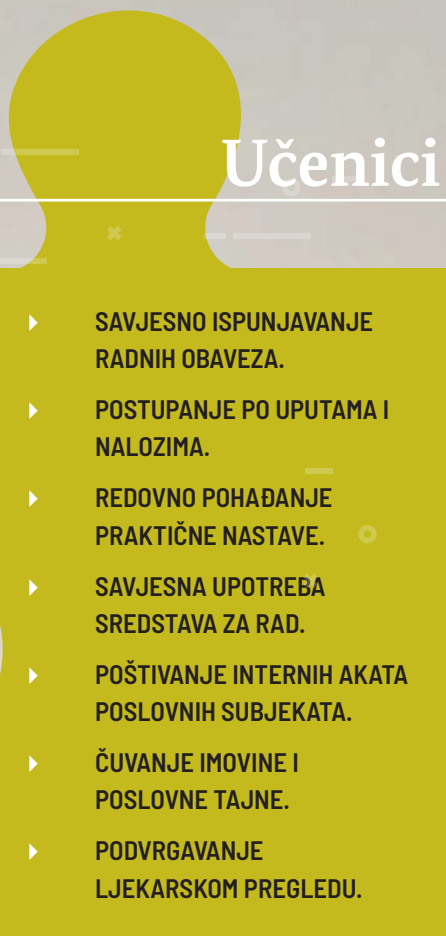 Učenici
SAVJESNO ISPUNJAVANJE
RADNIH OBAVEZA.
POSTUPANJE PO UPUTAMA I
NALOZIMA.
REDOVNO POHAĐANJE
PRAKTIČNE NASTAVE.
SAVJESNA UPOTREBA
SREDSTAVA ZA RAD.
POŠTIVANJE INTERNIH AKATA
POSLOVNIH SUBJEKATA.
ČUVANJE IMOVINE I
POSLOVNE TAJNE.
PODVRGAVANJE
LJEKARSKOM PREGLEDU.